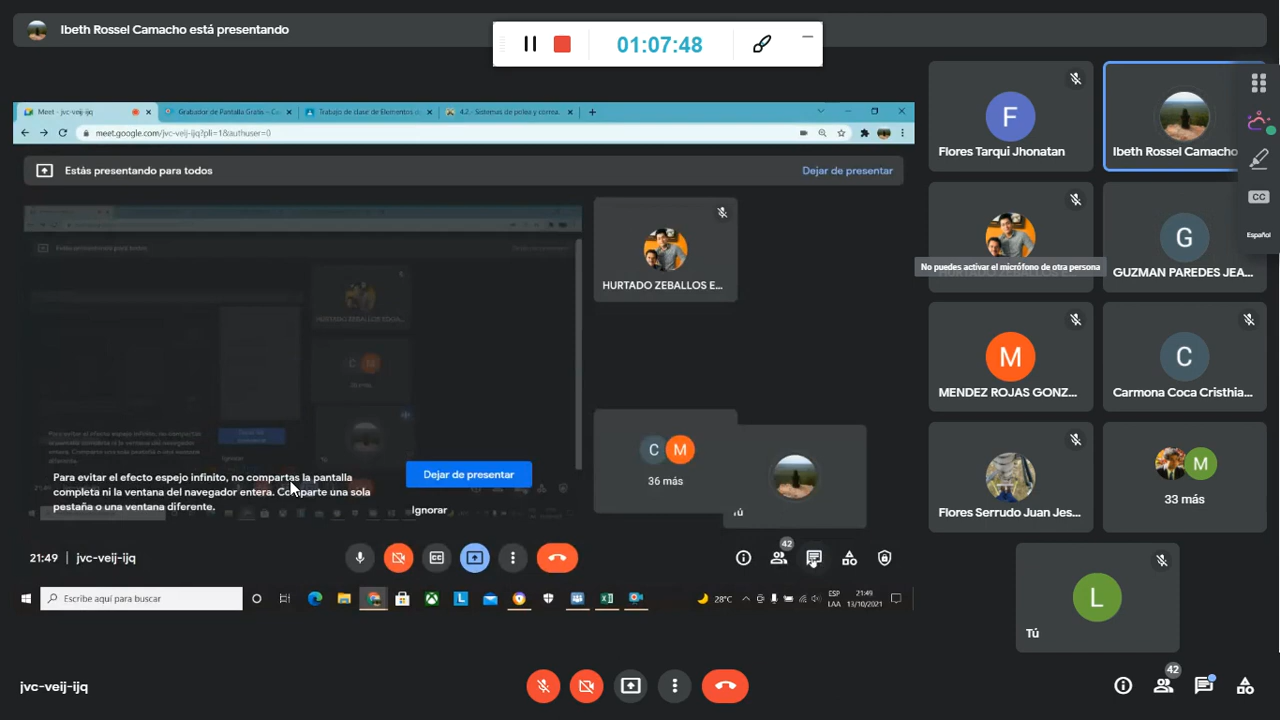 Ibeth Rossel Camacho está presentando
01:07:48
Meet - jvc-veij-ijq
Grabador de Pantalla Gratis – Ca
Trabajo de clase de Elementos d
4.2.- Sistemas de polea y correa.
meet.google.com/jvc-veij-ijq?pli=1&authuser=0
Estás presentando para todos
Dejar de presentar
HURTADO ZEBALLOS E...
C M
36 más
Tú
Para evitar el efecto espejo infinito, no compartas la pantalla
completa ni la ventana del navegador entera. Comparte una sola
pestaña o una ventana diferente.
Dejar de presentar
Ignorar
21:49 | jvc-veij-ijq
42
Escribe aquí para buscar
28°C
ESP
LAA
21:49
13/10/2021
F
Flores Tarqui Jhonatan
Ibeth Rossel Camacho
CC
Español
No puedes activar el micrófono de otra persona
G
GUZMAN PAREDES JEA...
M
MENDEZ ROJAS GONZ...
C
Carmona Coca Cristhia...
Flores Serrudo Juan Jes...
M
33 más
L
Tú
jvc-veij-ijq
42